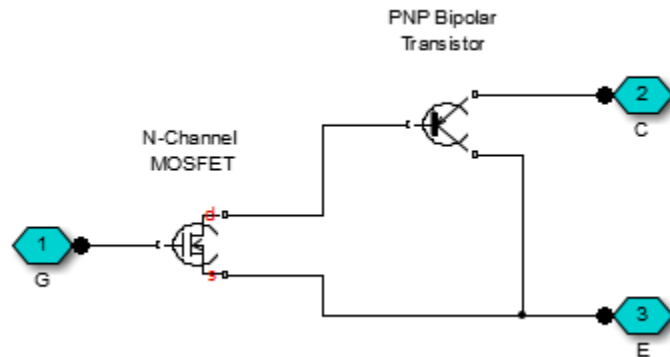 PNP Bipolar
Transistor
2
C
N-Channel
MOSFET
d
1
G
s
3
E